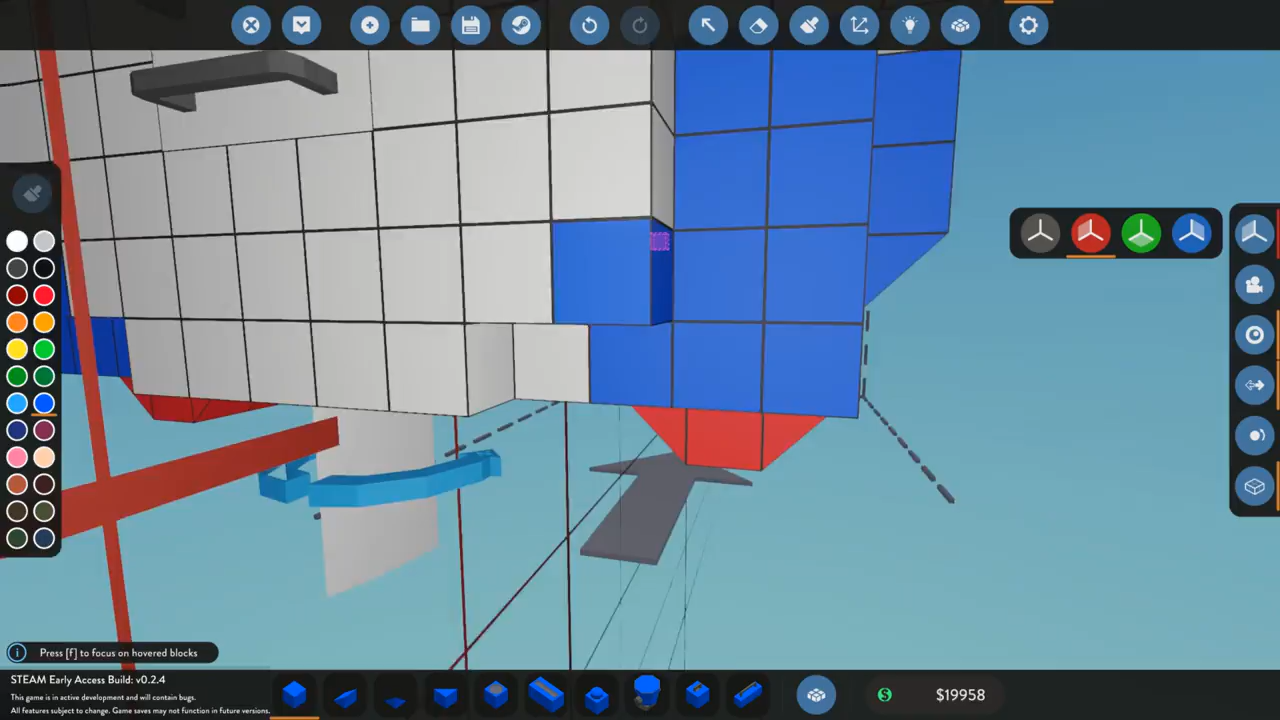 Press [f] to focus on hovered blocks
STEAM Early Access Build: v0.2.4
This game is in active development and will contain bugs.
All features subject to change. Game saves may not function in future versions.
$
$19958